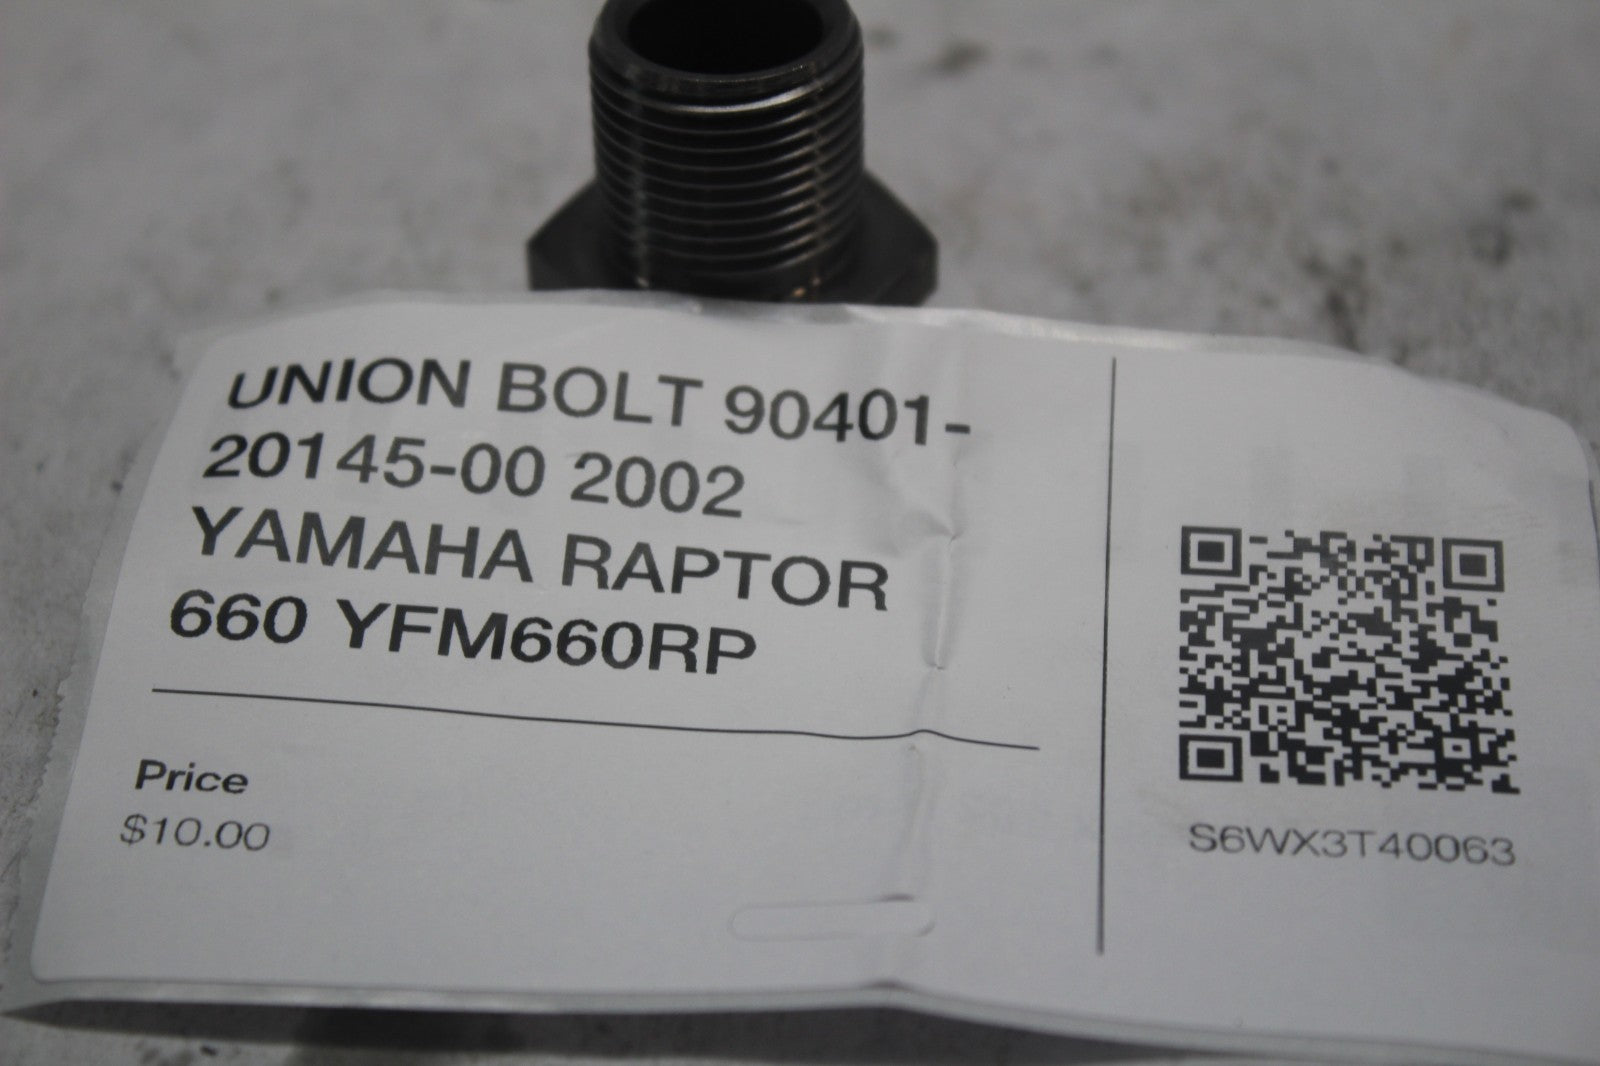 UNION BOLT 90401-
20145-00 2002
YAMAHA RAPTOR
660 YFM660RP
Price
$10.00
S6WX3T40063